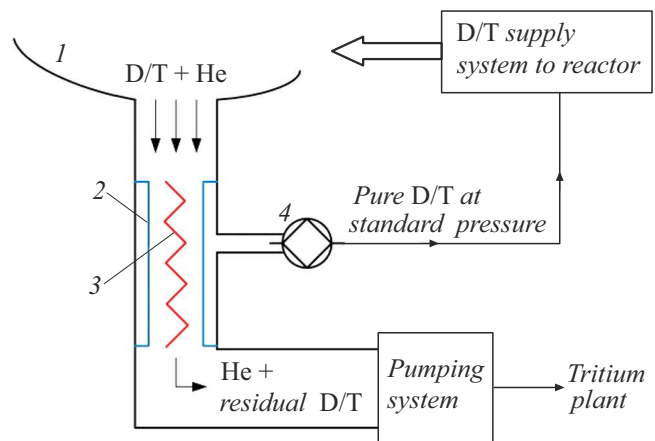 1
D/T + He
D/T supply
system to reactor
2
3
4
Pure D/T at
standard pressure
He +
residual D/T
Pumping
system
Tritium
plant